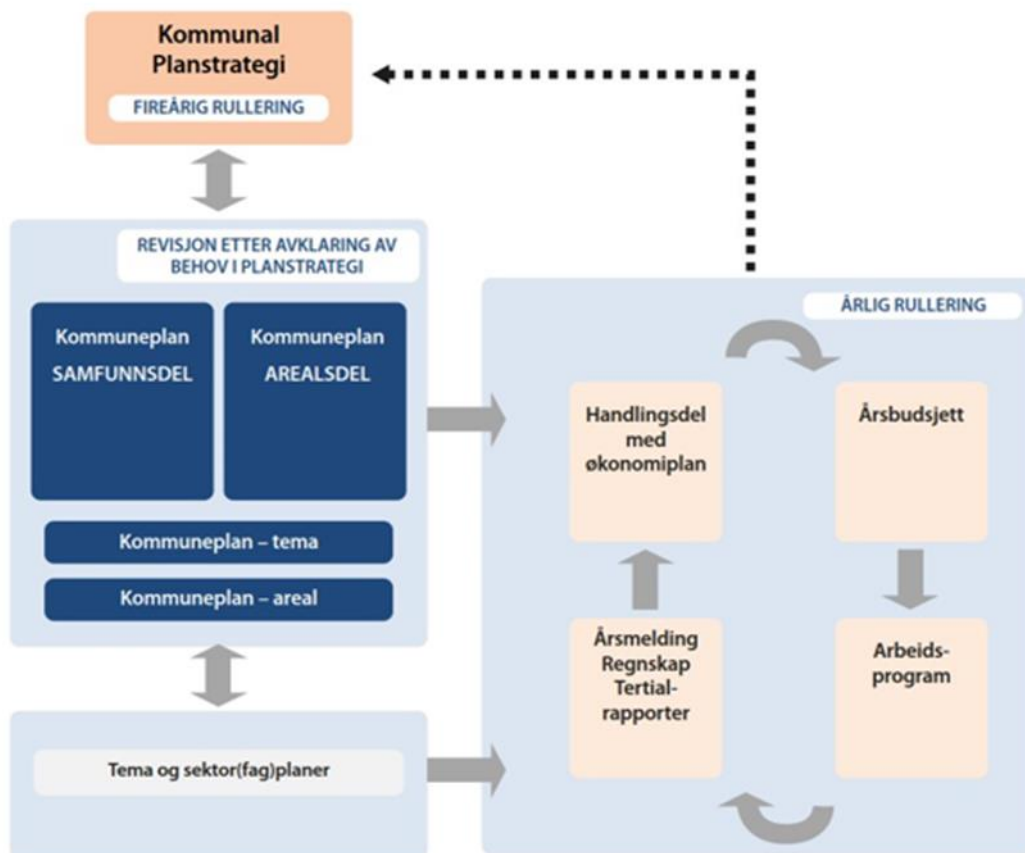 Kommunal
Planstrategi
FIREÅRIG RULLERING
REVISJON ETTER AVKLARING AV
BEHOV I PLANSTRATEGI
Kommuneplan
SAMFUNNSDEL
Kommuneplan
AREALSDEL
Kommuneplan – tema
Kommuneplan – areal
Tema og sektor(fag)planer
ÅRLIG RULLERING
Handlingsdel
med
økonomiplan
Årsbudsjett
Årsmelding
Regnskap
Tertial-
rapporter
Arbeids-
program